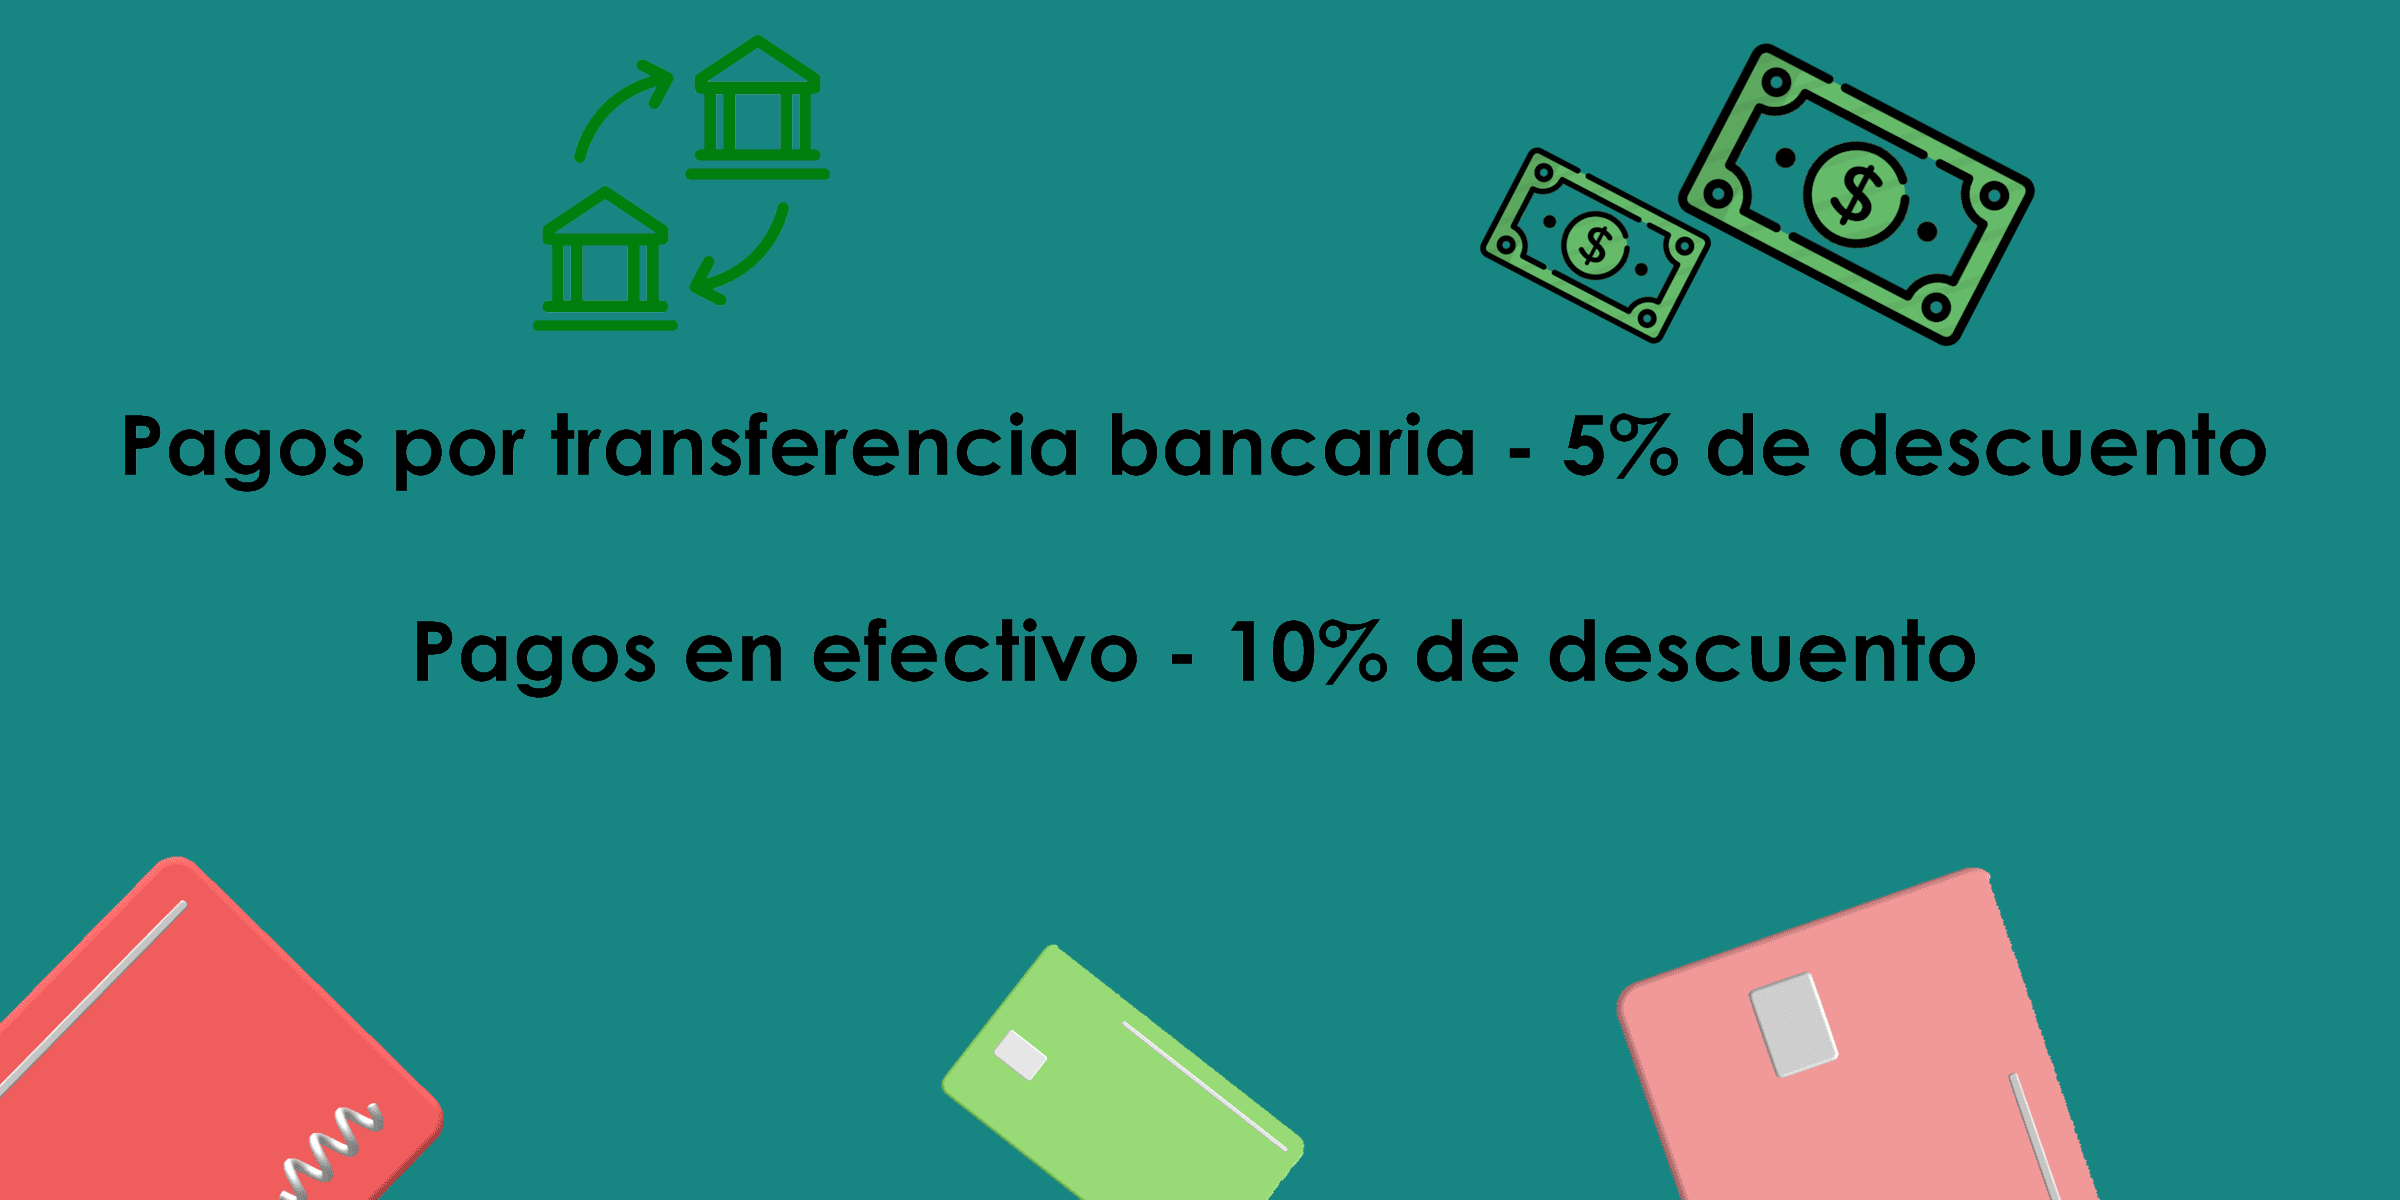 Pagos por transferencia bancaria - 5% de descuento
Pagos en efectivo - 10% de descuento